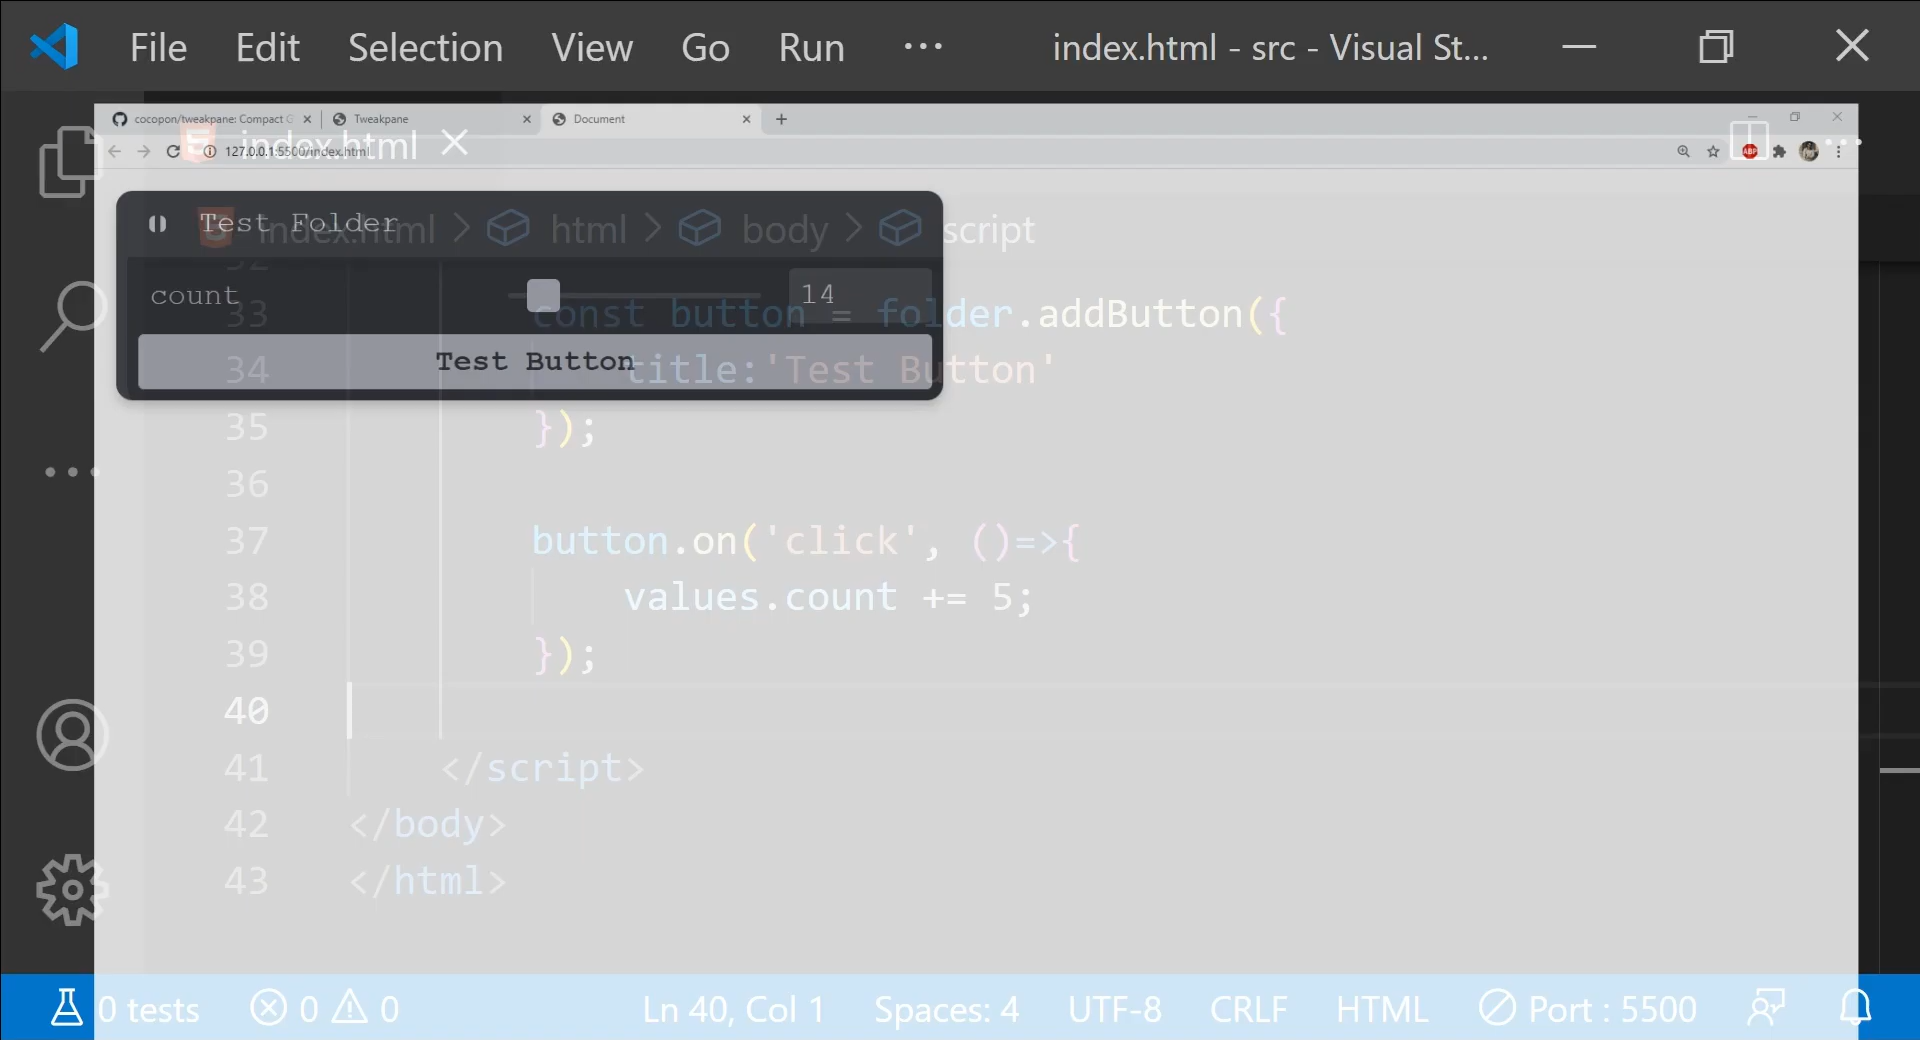 File Edit Selection View Go Run ··· index.html - src - Visual St...
cocopon/tweakpane: Compact G Tweakpane Document
index.html
127.0.0.1:5500/index.html
ABP
index.html > html > body > script
Test Folder
32
count 14
33 const button = folder.addButton({
Test Button
34 title:'Test Button'
35 });
36
37 button.on('click', ()=>{
38 values.count += 5;
39 });
40
41 </script>
42 </body>
43 </html>
0 tests 0 0 Ln 40, Col 1 Spaces: 4 UTF-8 CRLF HTML Port : 5500